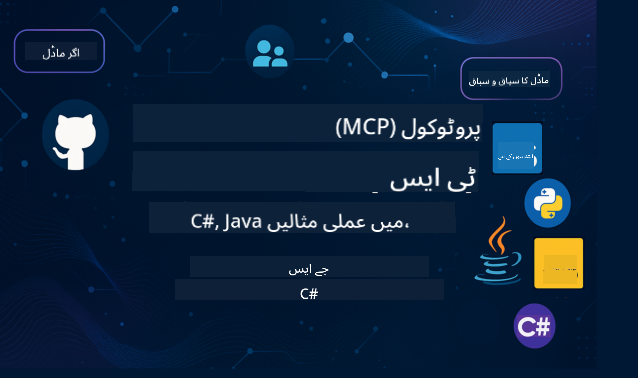 اگر ماڈل
ماڈل کا سیاق و سباق
پروٹوکول (MCP)
ٹی ایس
میں عملی مثالیں C#, Java،
جے ایس
C#
C#